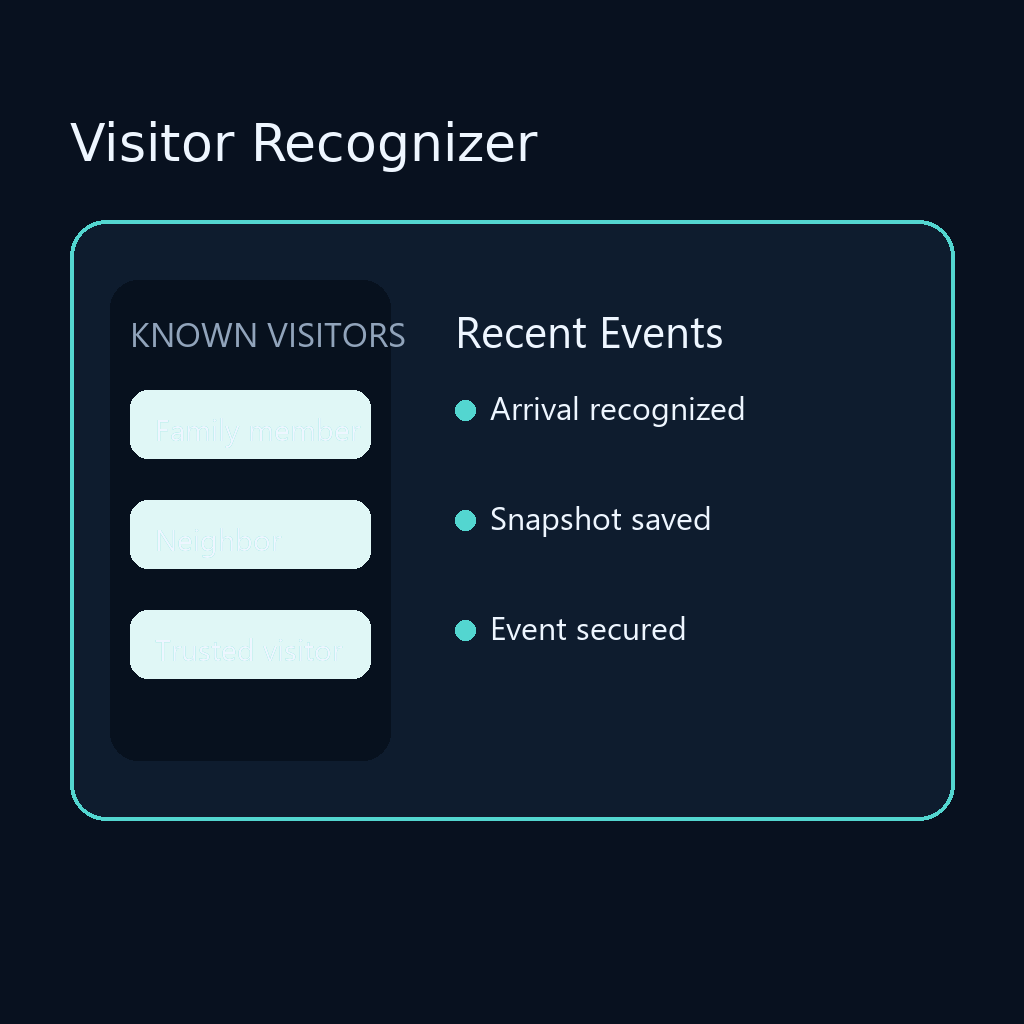 Visitor Recognizer
KNOWN VISITORS
Family member
Neighbor
Trusted visitor
Recent Events
Arrival recognized
Snapshot saved
Event secured